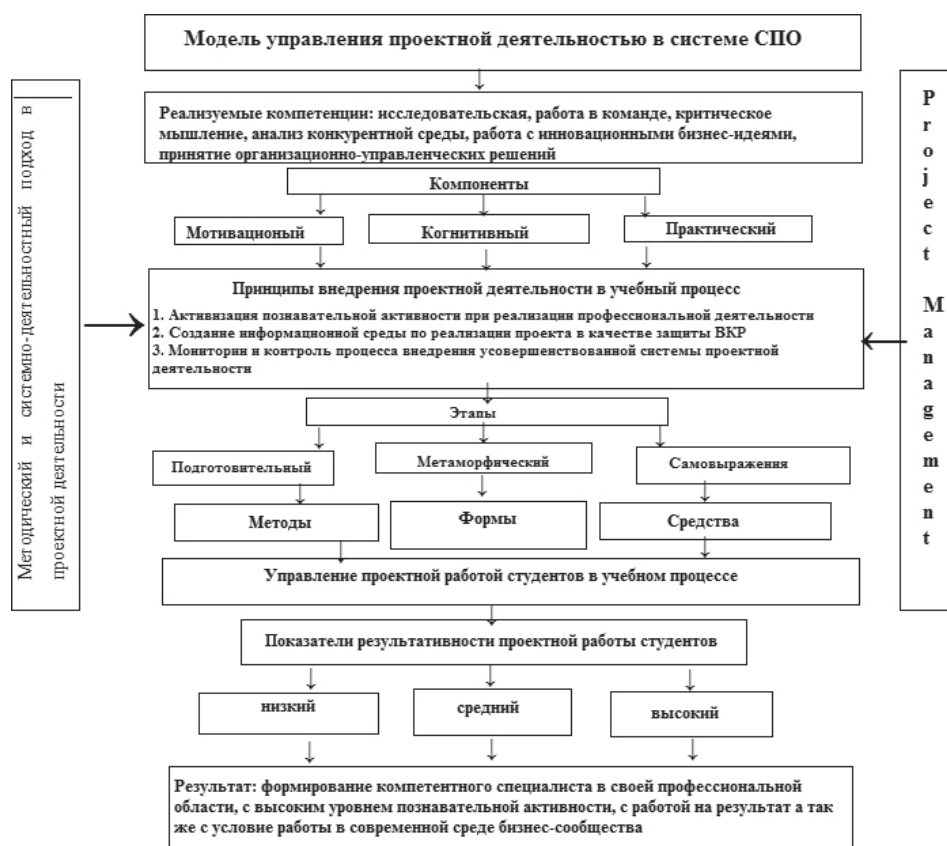 Модель управления проектной деятельностью в системе СПО
Реализуемые компетенции: исследовательская, работа в команде, критическое
мышление, анализ конкурентной среды, работа с инновационными бизнес-идеями,
принятие организационно-управленческих решений
Компоненты
Мотивационый
Когнитивный
Практический
Методический и системно-деятельностный подход в
проектной деятельности
Принципы внедрения проектной деятельности в учебный процесс
1. Активизация познавательной активности при реализации профессиональной деятельности
2. Создание информационной среды по реализации проекта в качестве защиты ВКР
3. Мониторин и контроль процесса внедрения усовершенствованной системы проектной
деятельности
Project Management
Этапы
Подготовительный
Метаморфический
Самовыражения
Методы
Формы
Средства
Управление проектной работой студентов в учебном процессе
Показатели результативности проектной работы студентов
низкий
средний
высокий
Результат: формирование компетентного специалиста в своей профессиональной
области, с высоким уровнем познавательной активности, с работой на результат а так
же с условие работы в современной среде бизнес-сообщества